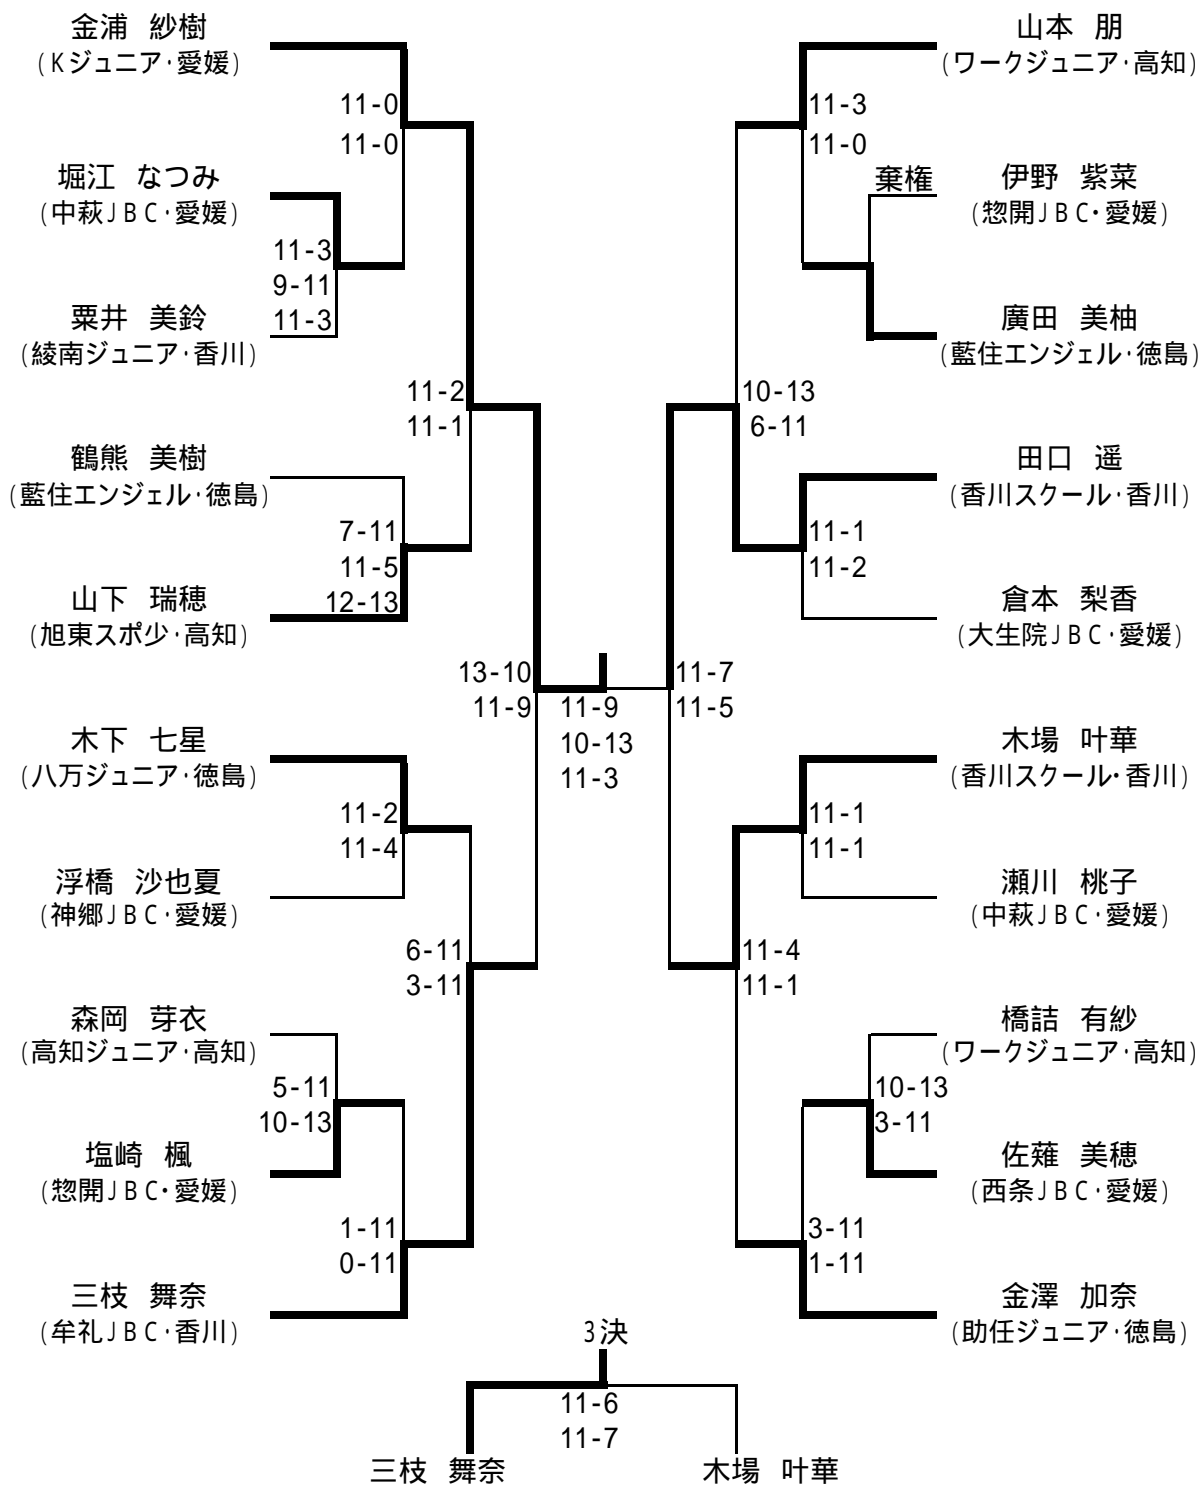 金浦 紗樹
(Kジュニア・愛媛)
11-0
11-0
堀江 なつみ
(中萩JBC・愛媛)
11-3
9-11
11-3
粟井 美鈴
(綾南ジュニア・香川)
11-2
11-1
鶴熊 美樹
(藍住エンジェル・徳島)
7-11
11-5
12-13
山下 瑞穂
(旭東スポ少・高知)
13-10
11-9
木下 七星
(八万ジュニア・徳島)
11-2
11-4
浮橋 沙也夏
(神郷JBC・愛媛)
6-11
3-11
森岡 芽衣
(高知ジュニア・高知)
5-11
10-13
塩崎 楓
(惣開JBC・愛媛)
1-11
0-11
三枝 舞奈
(牟礼JBC・香川)
11-9
10-13
11-3
山本 朋
(ワークジュニア・高知)
11-3
11-0
棄権
伊野 紫菜
(惣開JBC・愛媛)
廣田 美柚
(藍住エンジェル・徳島)
10-13
6-11
田口 遥
(香川スクール・香川)
11-1
11-2
倉本 梨香
(大生院JBC・愛媛)
11-7
11-5
木場 叶華
(香川スクール・香川)
11-1
11-1
瀬川 桃子
(中萩JBC・愛媛)
11-4
11-1
橋詰 有紗
(ワークジュニア・高知)
10-13
3-11
佐薙 美穂
(西条JBC・愛媛)
3-11
1-11
金澤 加奈
(助任ジュニア・徳島)
3決
11-6
11-7
三枝 舞奈
木場 叶華